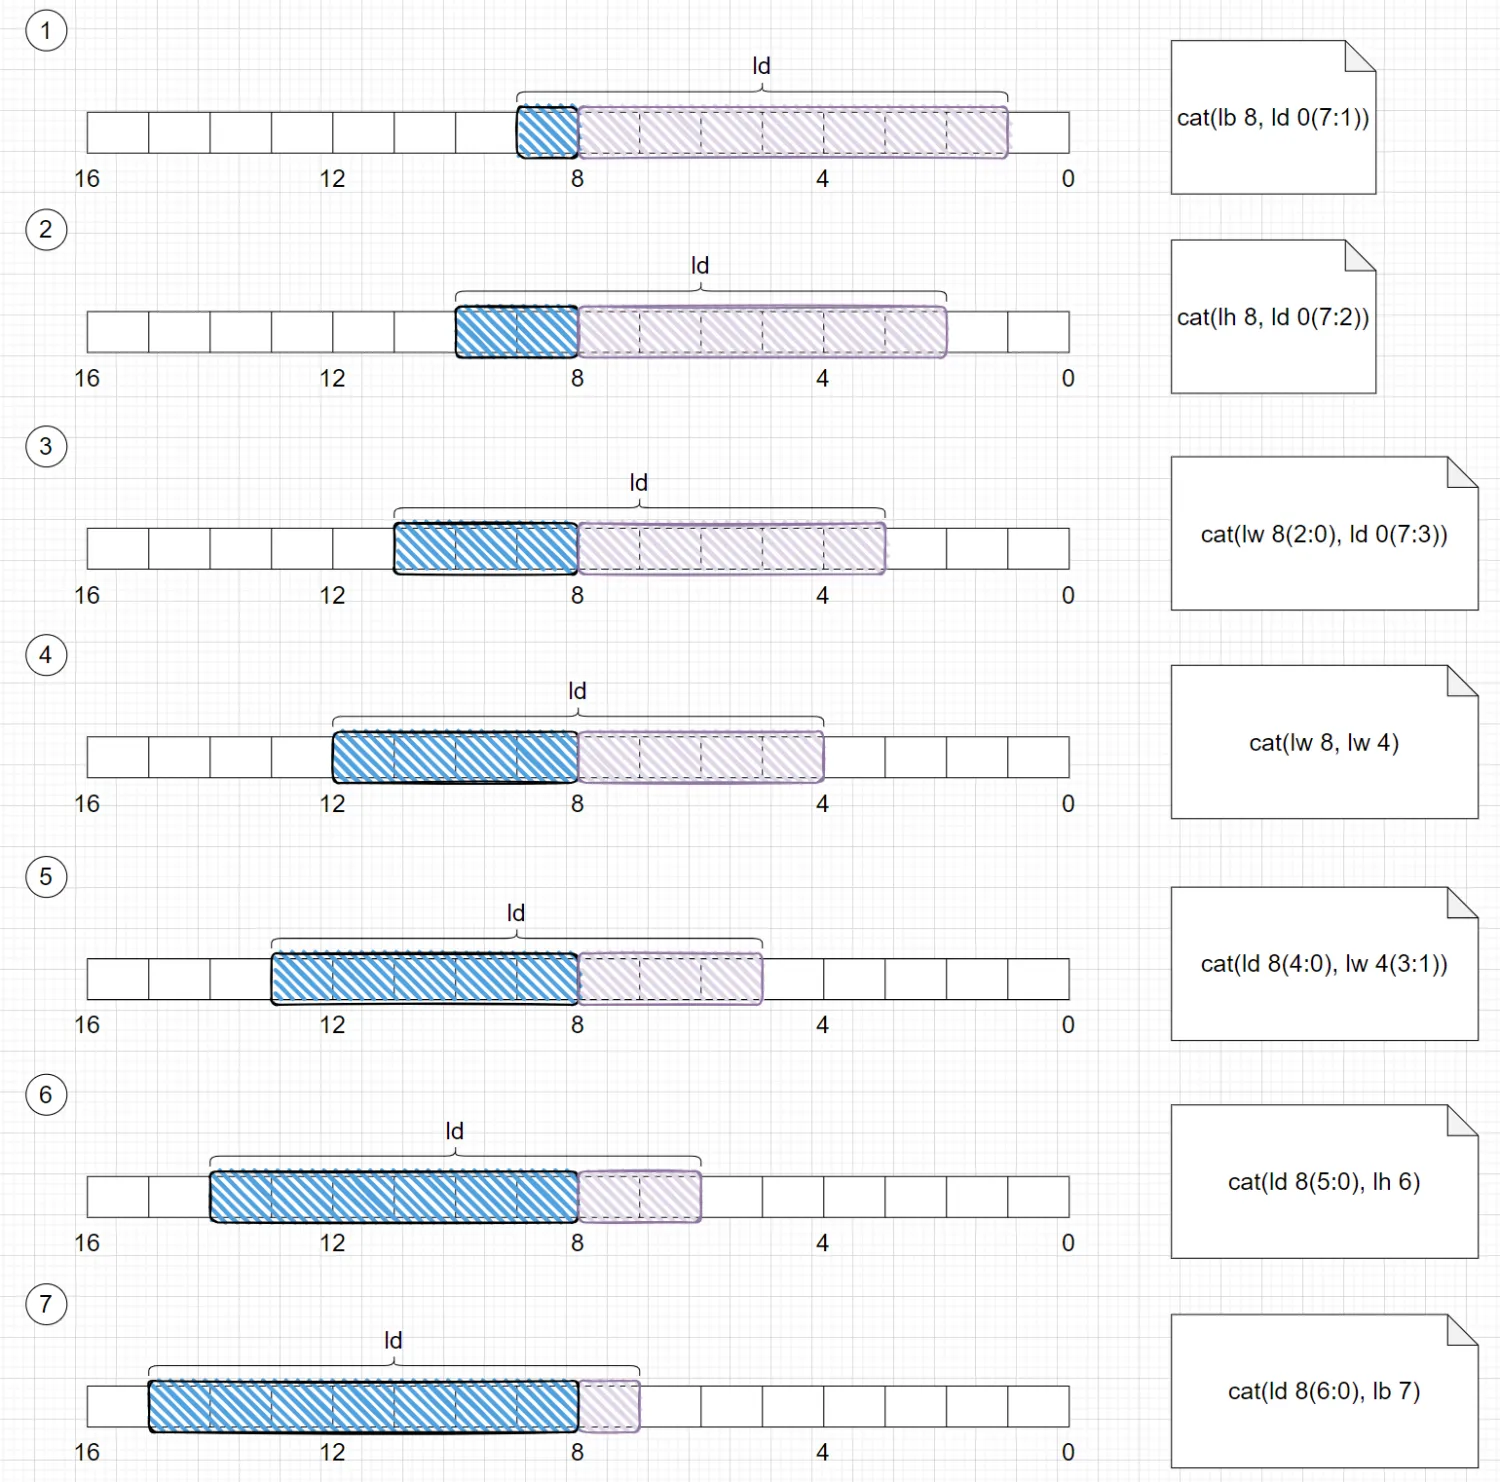 1
ld
16 12 8 4 0
cat(lb 8, ld 0(7:1))
2
ld
16 12 8 4 0
cat(lh 8, ld 0(7:2))
3
ld
16 12 8 4 0
cat(lw 8(2:0), ld 0(7:3))
4
ld
16 12 8 4 0
cat(lw 8, lw 4)
5
ld
16 12 8 4 0
cat(ld 8(4:0), lw 4(3:1))
6
ld
16 12 8 4 0
cat(ld 8(5:0), lh 6)
7
ld
16 12 8 4 0
cat(ld 8(6:0), lb 7)